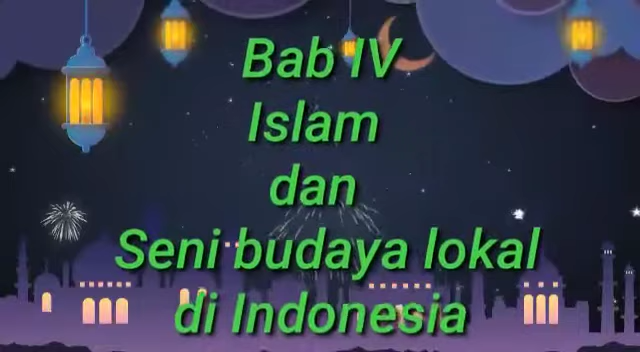 Bab IV
Islam
dan
Seni budaya lokal
di Indonesia